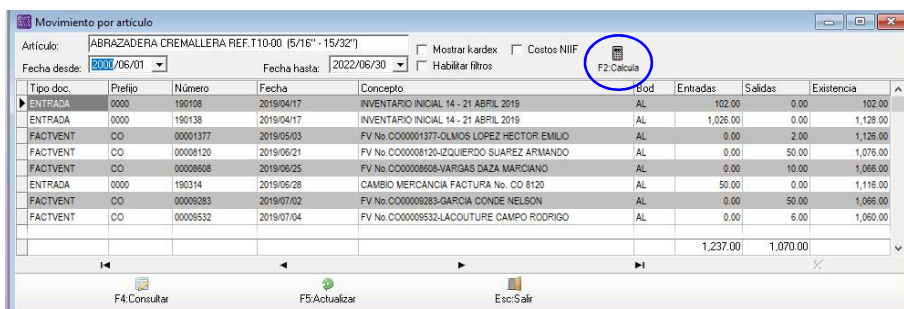 Movimiento por artículo
Artículo: ABRAZADERA CREMALLERA REF.T10-00 (5/16" - 15/32") Mostrar kardex Costos NIIF
Fecha desde: 2000/06/01 Fecha hasta: 2022/06/30 Habilitar filtros F2:Calcula
Tipo doc. Prefijo Número Fecha Concepto Bod Entradas Salidas Existencia
ENTRADA 0000 190108 2019/04/17 INVENTARIO INICIAL 14 - 21 ABRIL 2019 AL 102.00 0.00 102.00
ENTRADA 0000 190138 2019/04/17 INVENTARIO INICIAL 14 - 21 ABRIL 2019 AL 1,026.00 0.00 1,128.00
FACTVENT CO 00001377 2019/05/03 FV No.CO00001377-OLMOS LOPEZ HECTOR EMILIO AL 0.00 2.00 1,126.00
FACTVENT CO 00008120 2019/06/21 FV No.CO00008120-IZQUIERDO SUAREZ ARMANDO AL 0.00 50.00 1,076.00
FACTVENT CO 00008608 2019/06/25 FV No.CO00008608-VARGAS DAZA MARCIANO AL 0.00 10.00 1,066.00
ENTRADA 0000 190314 2019/06/28 CAMBIO MERCANCIA FACTURA No. CO 8120 AL 50.00 0.00 1,116.00
FACTVENT CO 00009283 2019/07/02 FV No.CO00009283-GARCIA CONDE NELSON AL 0.00 50.00 1,066.00
FACTVENT CO 00009532 2019/07/04 FV No.CO00009532-LACOUTURE CAMPO RODRIGO AL 0.00 6.00 1,060.00
1,237.00 1,070.00
F4:Consultar F5:Actualizar Esc:Salir